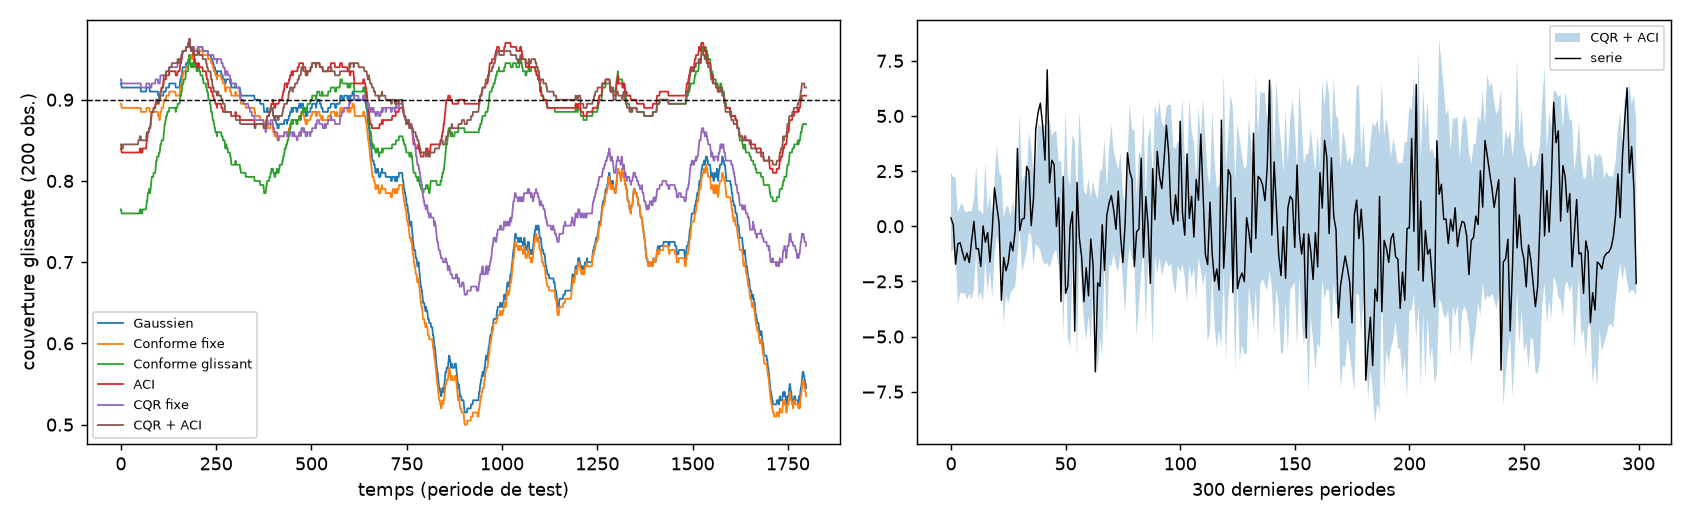 couverture glissante (200 obs.)
0.9
0.8
0.7
0.6
0.5
Gaussien
Conforme fixe
Conforme glissant
ACI
CQR fixe
CQR + ACI
0 250 500 750 1000 1250 1500 1750
temps (periode de test)
CQR + ACI
serie
7.5
5.0
2.5
0.0
−2.5
−5.0
−7.5
0 50 100 150 200 250 300
300 dernieres periodes